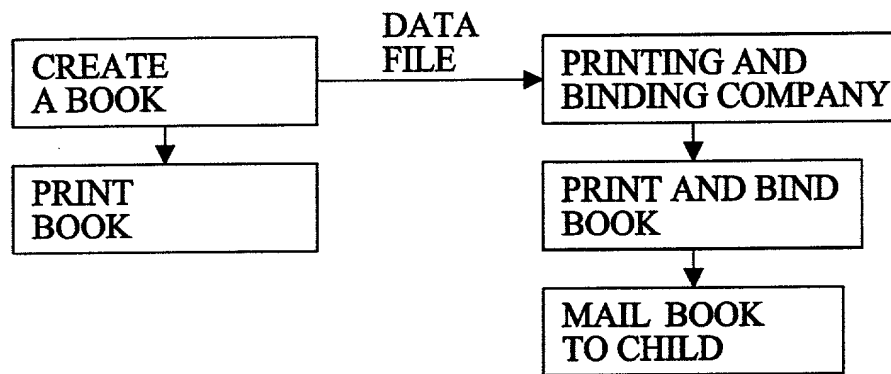 DATA
FILE
CREATE
A BOOK
PRINTING AND
BINDING COMPANY
PRINT
BOOK
PRINT AND BIND
BOOK
MAIL BOOK
TO CHILD